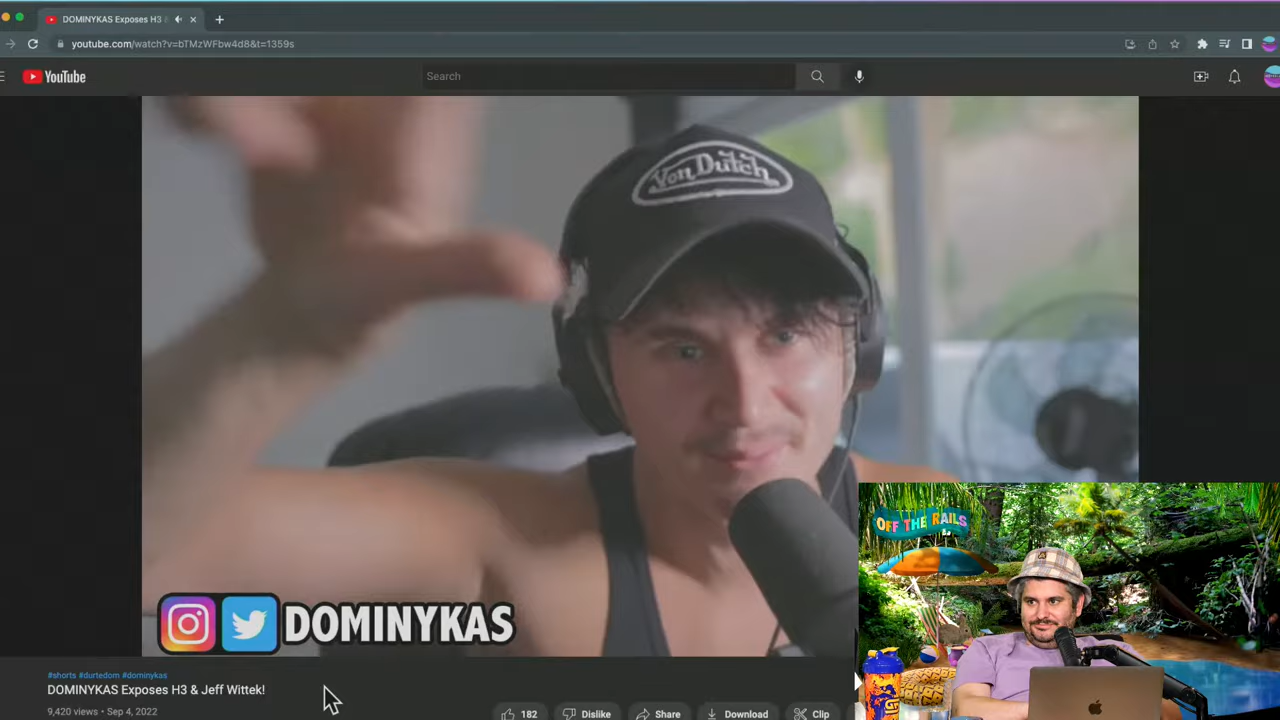 DOMINYKAS Exposes H3 &
youtube.com/watch?v=bTMzWFbw4d8&t=1359s
YouTube
Search
Von Dutch
OFF THE RAILS
DOMINYKAS
#shorts #durtedom #dominykas
DOMINYKAS Exposes H3 & Jeff Wittek!
9,420 views • Sep 4, 2022
182
Dislike
Share
Download
Clip